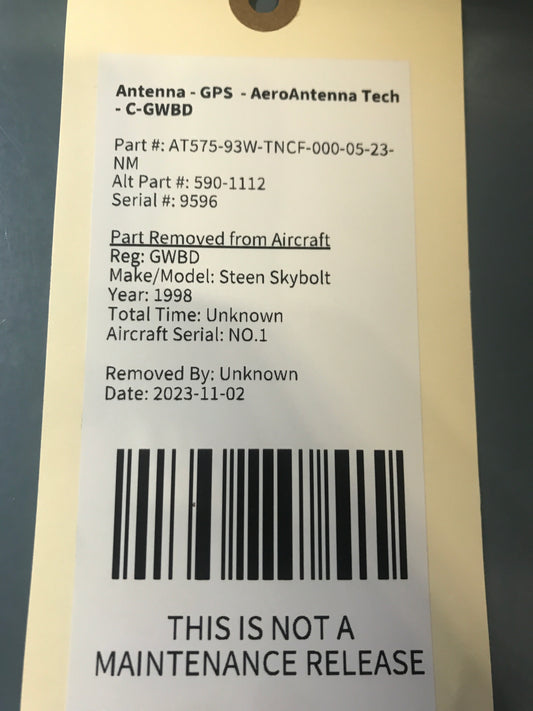 Antenna - GPS - AeroAntenna Tech
- C-GWBD
Part #: AT575-93W-TNCF-000-05-23-
NM
Alt Part #: 590-1112
Serial #: 9596
Part Removed from Aircraft
Reg: GWBD
Make/Model: Steen Skybolt
Year: 1998
Total Time: Unknown
Aircraft Serial: NO.1
Removed By: Unknown
Date: 2023-11-02
THIS IS NOT A
MAINTENANCE RELEASE